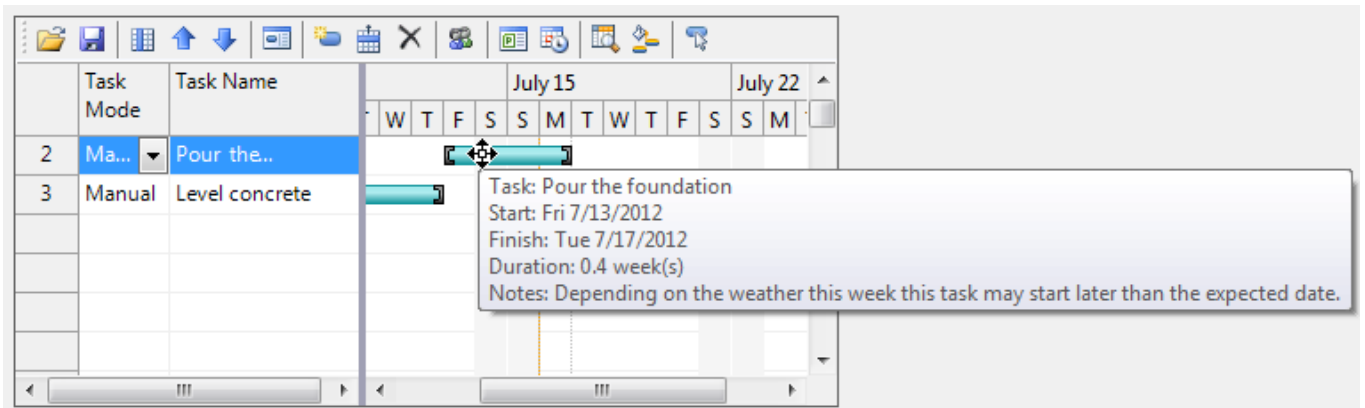 Task Mode Task Name July 15 July 22
T W T F S S M T W T F S S M T
2 Ma... Pour the...
3 Manual Level concrete
Task: Pour the foundation
Start: Fri 7/13/2012
Finish: Tue 7/17/2012
Duration: 0.4 week(s)
Notes: Depending on the weather this week this task may start later than the expected date.